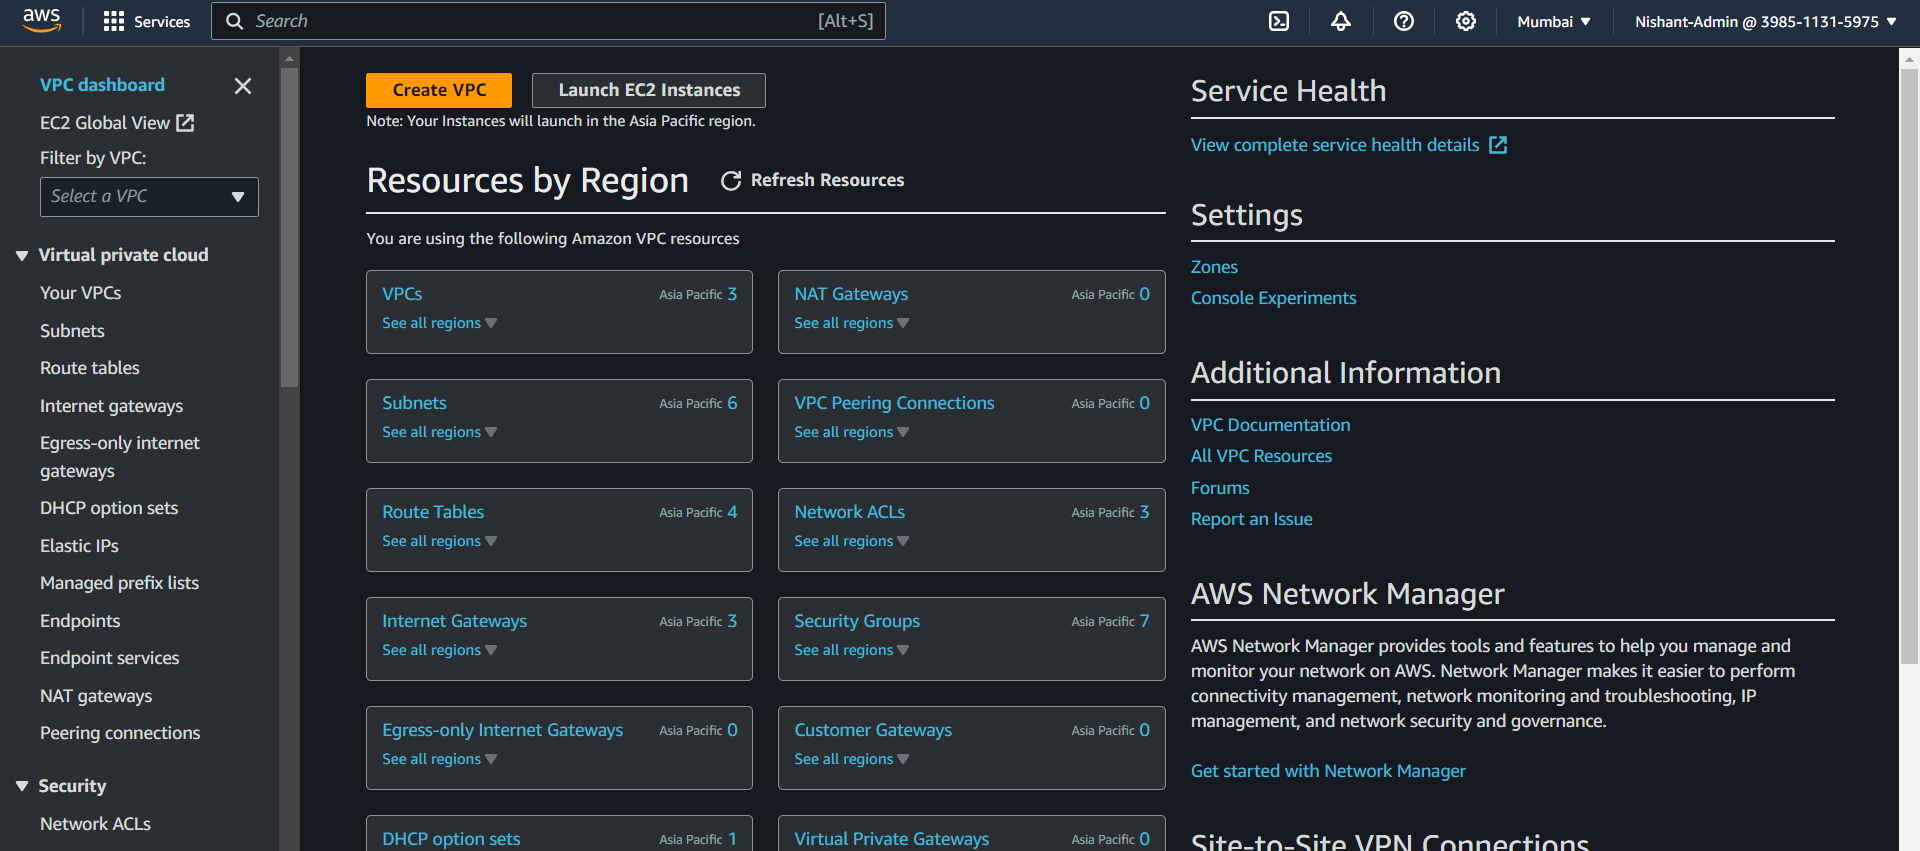 aws
Services
Search [Alt+S]
Mumbai
Nishant-Admin @ 3985-1131-5975
VPC dashboard
EC2 Global View
Filter by VPC:
Select a VPC
Virtual private cloud
Your VPCs
Subnets
Route tables
Internet gateways
Egress-only internet
gateways
DHCP option sets
Elastic IPs
Managed prefix lists
Endpoints
Endpoint services
NAT gateways
Peering connections
Security
Network ACLs
Create VPC
Launch EC2 Instances
Note: Your Instances will launch in the Asia Pacific region.
Resources by Region
Refresh Resources
You are using the following Amazon VPC resources
VPCs Asia Pacific 3
See all regions
NAT Gateways Asia Pacific 0
See all regions
Subnets Asia Pacific 6
See all regions
VPC Peering Connections Asia Pacific 0
See all regions
Route Tables Asia Pacific 4
See all regions
Network ACLs Asia Pacific 3
See all regions
Internet Gateways Asia Pacific 3
See all regions
Security Groups Asia Pacific 7
See all regions
Egress-only Internet Gateways Asia Pacific 0
See all regions
Customer Gateways Asia Pacific 0
See all regions
DHCP option sets Asia Pacific 1
Virtual Private Gateways Asia Pacific 0
Service Health
View complete service health details
Settings
Zones
Console Experiments
Additional Information
VPC Documentation
All VPC Resources
Forums
Report an Issue
AWS Network Manager
AWS Network Manager provides tools and features to help you manage and
monitor your network on AWS. Network Manager makes it easier to perform
connectivity management, network monitoring and troubleshooting, IP
management, and network security and governance.
Get started with Network Manager
Site-to-Site VPN Connections